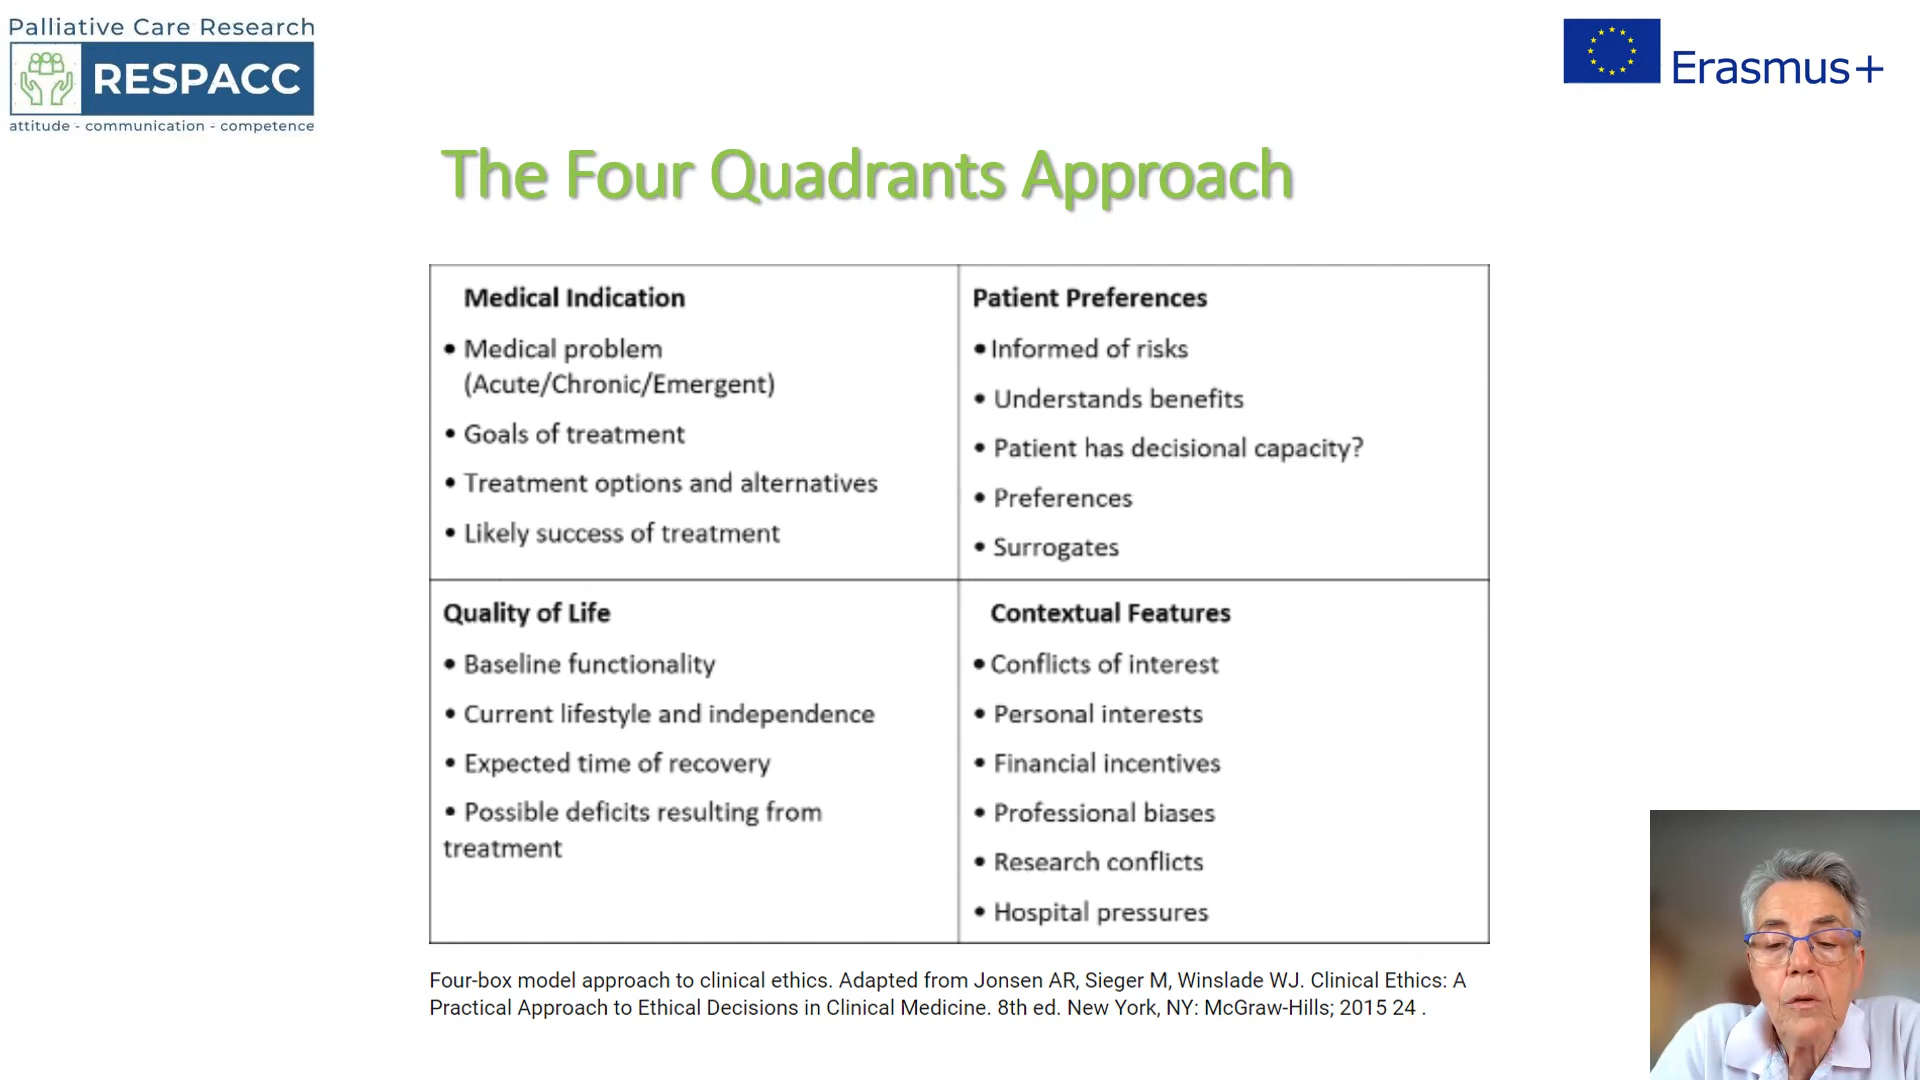 Palliative Care Research
RESPACC
attitude - communication - competence
Erasmus+
The Four Quadrants Approach
Medical Indication
• Medical problem
(Acute/Chronic/Emergent)
• Goals of treatment
• Treatment options and alternatives
• Likely success of treatment
Patient Preferences
• Informed of risks
• Understands benefits
• Patient has decisional capacity?
• Preferences
• Surrogates
Quality of Life
• Baseline functionality
• Current lifestyle and independence
• Expected time of recovery
• Possible deficits resulting from
treatment
Contextual Features
• Conflicts of interest
• Personal interests
• Financial incentives
• Professional biases
• Research conflicts
• Hospital pressures
Four-box model approach to clinical ethics. Adapted from Jonsen AR, Sieger M, Winslade WJ. Clinical Ethics: A
Practical Approach to Ethical Decisions in Clinical Medicine. 8th ed. New York, NY: McGraw-Hills; 2015 24 .